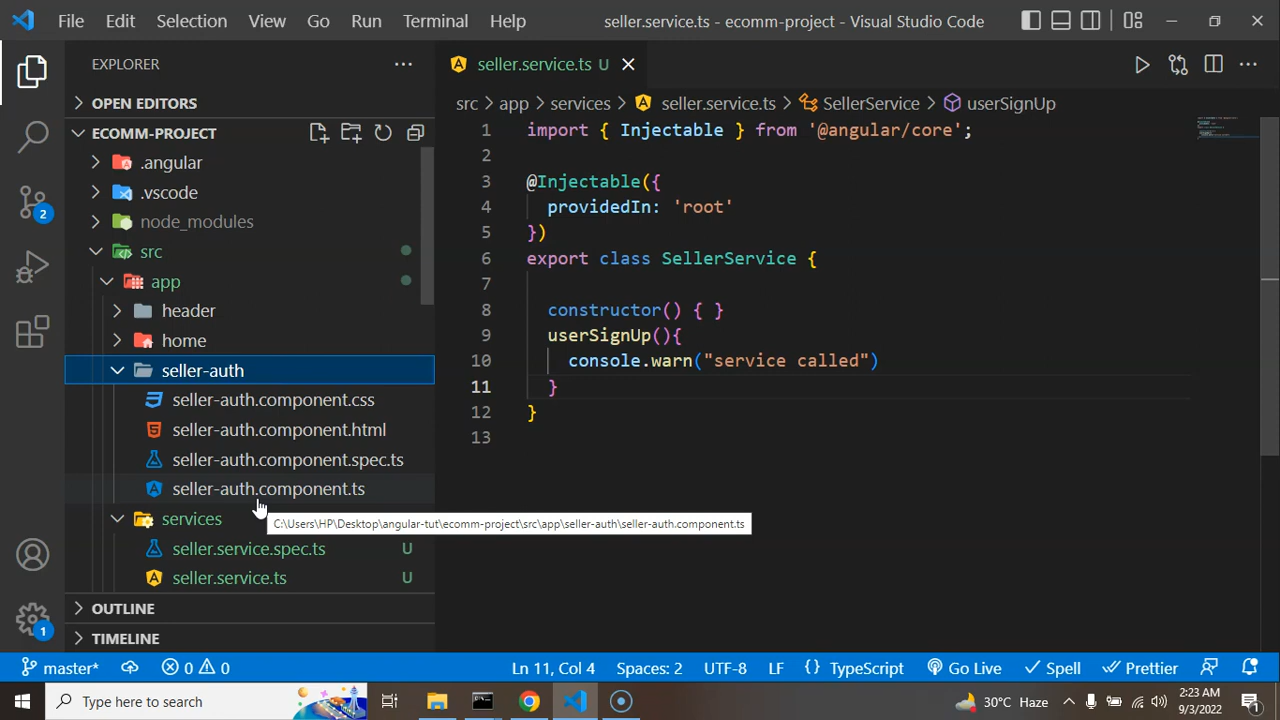 File Edit Selection View Go Run Terminal Help seller.service.ts - ecomm-project - Visual Studio Code
EXPLORER
OPEN EDITORS
ECOMM-PROJECT
.angular
.vscode
node_modules
src
app
header
home
seller-auth
seller-auth.component.css
seller-auth.component.html
seller-auth.component.spec.ts
seller-auth.component.ts
C:\Users\HP\Desktop\angular-tut\ecomm-project\src\app\seller-auth\seller-auth.component.ts
services
seller.service.spec.ts U
seller.service.ts U
OUTLINE
TIMELINE
2
1
seller.service.ts U
src > app > services > seller.service.ts > SellerService > userSignUp
1 import { Injectable } from '@angular/core';
2
3 @Injectable({
4 providedIn: 'root'
5 })
6 export class SellerService {
7
8 constructor() { }
9 userSignUp(){
10 console.warn("service called")
11 }
12 }
13
master* 0 0 Ln 11, Col 4 Spaces: 2 UTF-8 LF {} TypeScript Go Live Spell Prettier
Type here to search
30°C Haze
2:23 AM
9/3/2022
1